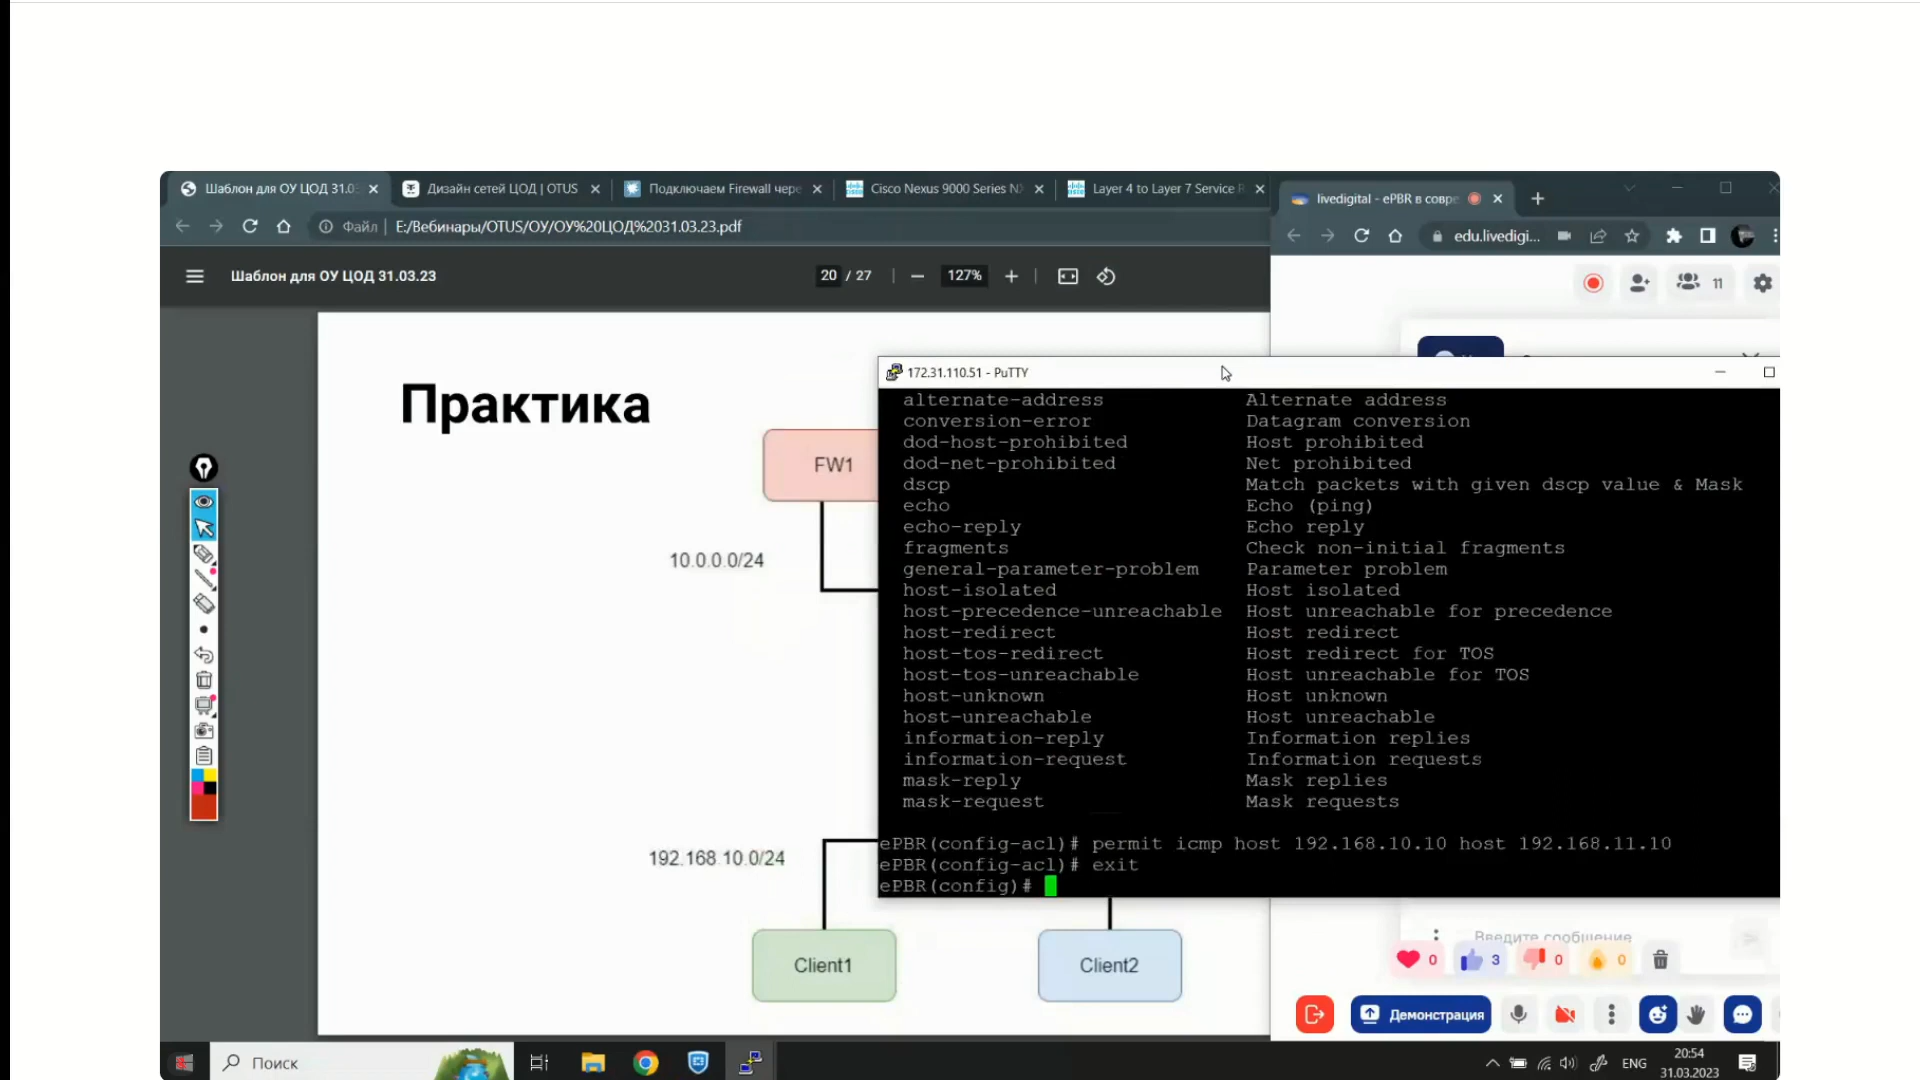 Шаблон для ОУ ЦОД 31.0
Дизайн сетей ЦОД | OTUS
Подключаем Firewall чере
Cisco Nexus 9000 Series NX
Layer 4 to Layer 7 Service R
livedigital - ePBR в совре
Файл
E:/Вебинары/OTUS/ОУ/ОУ%20ЦОД%2031.03.23.pdf
edu.livedigi...
Шаблон для ОУ ЦОД 31.03.23
20 / 27
127%
11
Практика
FW1
10.0.0.0/24
192.168.10.0/24
Client1
Client2
172.31.110.51 - PuTTY
alternate-address Alternate address
conversion-error Datagram conversion
dod-host-prohibited Host prohibited
dod-net-prohibited Net prohibited
dscp Match packets with given dscp value & Mask
echo Echo (ping)
echo-reply Echo reply
fragments Check non-initial fragments
general-parameter-problem Parameter problem
host-isolated Host isolated
host-precedence-unreachable Host unreachable for precedence
host-redirect Host redirect
host-tos-redirect Host redirect for TOS
host-tos-unreachable Host unreachable for TOS
host-unknown Host unknown
host-unreachable Host unreachable
information-reply Information replies
information-request Information requests
mask-reply Mask replies
mask-request Mask requests
ePBR(config-acl)# permit icmp host 192.168.10.10 host 192.168.11.10
ePBR(config-acl)# exit
ePBR(config)#
Введите сообщение
0
3
0
0
Демонстрация
Поиск
ENG
20:54
31.03.2023